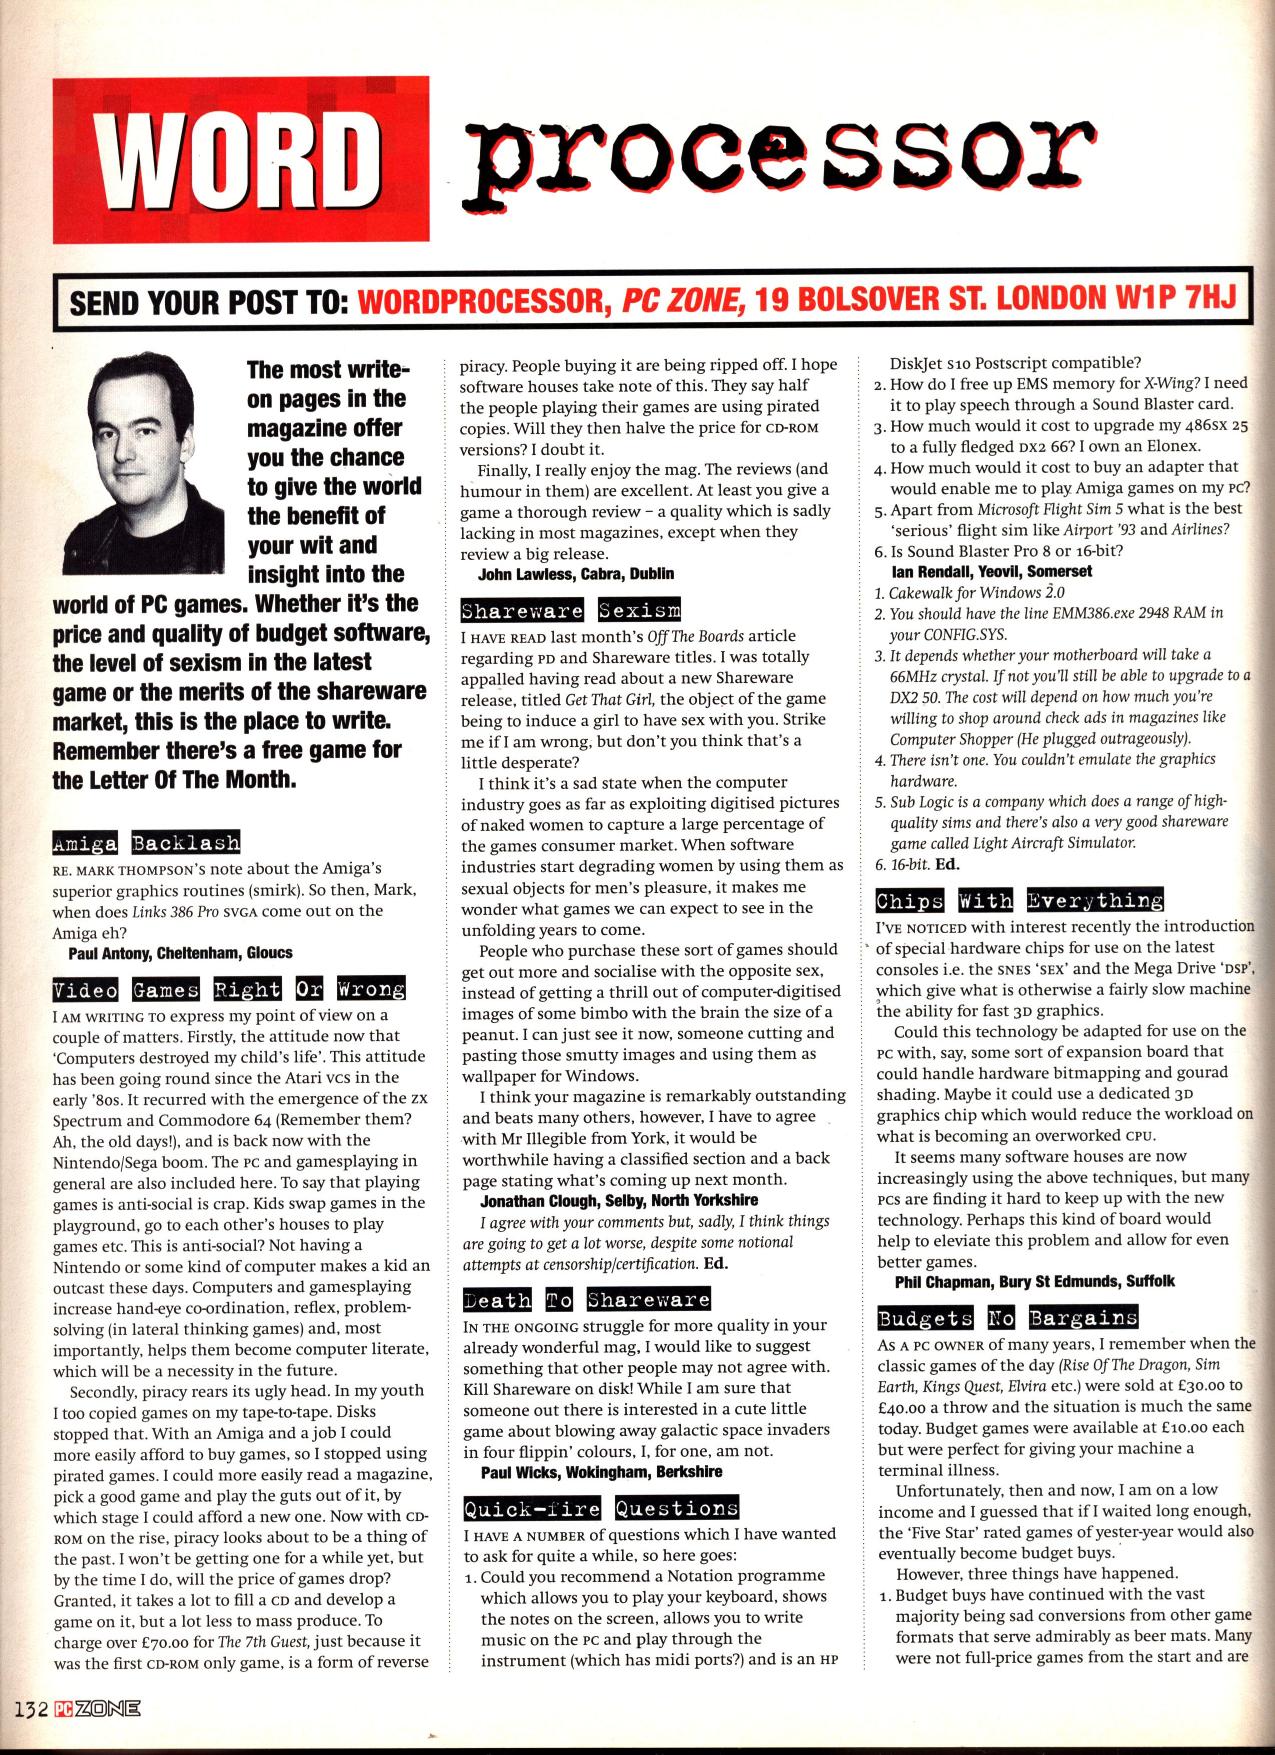 WORD processor
SEND YOUR POST TO: WORDPROCESSOR, PC ZONE, 19 BOLSOVER ST. LONDON W1P 7HJ
The most write-
on pages in the
magazine offer
you the chance
to give the world
the benefit of
your wit and
insight into the
world of PC games. Whether it's the
price and quality of budget software,
the level of sexism in the latest
game or the merits of the shareware
market, this is the place to write.
Remember there's a free game for
the Letter Of The Month.
Amiga Backlash
RE. MARK THOMPSON's note about the Amiga's
superior graphics routines (smirk). So then, Mark,
when does Links 386 Pro SVGA come out on the
Amiga eh?
Paul Antony, Cheltenham, Gloucs
Video Games Right Or Wrong
I AM WRITING TO express my point of view on a
couple of matters. Firstly, the attitude now that
'Computers destroyed my child's life'. This attitude
has been going round since the Atari VCS in the
early '80s. It recurred with the emergence of the ZX
Spectrum and Commodore 64 (Remember them?
Ah, the old days!), and is back now with the
Nintendo/Sega boom. The PC and gamesplaying in
general are also included here. To say that playing
games is anti-social is crap. Kids swap games in the
playground, go to each other's houses to play
games etc. This is anti-social? Not having a
Nintendo or some kind of computer makes a kid an
outcast these days. Computers and gamesplaying
increase hand-eye co-ordination, reflex, problem-
solving (in lateral thinking games) and, most
importantly, helps them become computer literate,
which will be a necessity in the future.
Secondly, piracy rears its ugly head. In my youth
I too copied games on my tape-to-tape. Disks
stopped that. With an Amiga and a job I could
more easily afford to buy games, so I stopped using
pirated games. I could more easily read a magazine,
pick a good game and play the guts out of it, by
which stage I could afford a new one. Now with CD-
ROM on the rise, piracy looks about to be a thing of
the past. I won't be getting one for a while yet, but
by the time I do, will the price of games drop?
Granted, it takes a lot to fill a CD and develop a
game on it, but a lot less to mass produce. To
charge over £70.00 for The 7th Guest, just because it
was the first CD-ROM only game, is a form of reverse
piracy. People buying it are being ripped off. I hope
software houses take note of this. They say half
the people playing their games are using pirated
copies. Will they then halve the price for CD-ROM
versions? I doubt it.
Finally, I really enjoy the mag. The reviews (and
humour in them) are excellent. At least you give a
game a thorough review – a quality which is sadly
lacking in most magazines, except when they
review a big release.
John Lawless, Cabra, Dublin
Shareware Sexism
I HAVE READ last month's Off The Boards article
regarding PD and Shareware titles. I was totally
appalled having read about a new Shareware
release, titled Get That Girl, the object of the game
being to induce a girl to have sex with you. Strike
me if I am wrong, but don't you think that's a
little desperate?
I think it's a sad state when the computer
industry goes as far as exploiting digitised pictures
of naked women to capture a large percentage of
the games consumer market. When software
industries start degrading women by using them as
sexual objects for men's pleasure, it makes me
wonder what games we can expect to see in the
unfolding years to come.
People who purchase these sort of games should
get out more and socialise with the opposite sex,
instead of getting a thrill out of computer-digitised
images of some bimbo with the brain the size of a
peanut. I can just see it now, someone cutting and
pasting those smutty images and using them as
wallpaper for Windows.
I think your magazine is remarkably outstanding
and beats many others, however, I have to agree
with Mr Illegible from York, it would be
worthwhile having a classified section and a back
page stating what's coming up next month.
Jonathan Clough, Selby, North Yorkshire
I agree with your comments but, sadly, I think things
are going to get a lot worse, despite some notional
attempts at censorship/certification. Ed.
Death To Shareware
IN THE ONGOING struggle for more quality in your
already wonderful mag, I would like to suggest
something that other people may not agree with.
Kill Shareware on disk! While I am sure that
someone out there is interested in a cute little
game about blowing away galactic space invaders
in four flippin' colours, I, for one, am not.
Paul Wicks, Wokingham, Berkshire
Quick-fire Questions
I HAVE A NUMBER of questions which I have wanted
to ask for quite a while, so here goes:
1. Could you recommend a Notation programme
which allows you to play your keyboard, shows
the notes on the screen, allows you to write
music on the PC and play through the
instrument (which has midi ports?) and is an HP
DiskJet S10 Postscript compatible?
2. How do I free up EMS memory for X-Wing? I need
it to play speech through a Sound Blaster card.
3. How much would it cost to upgrade my 486SX 25
to a fully fledged DX2 66? I own an Elonex.
4. How much would it cost to buy an adapter that
would enable me to play Amiga games on my PC?
5. Apart from Microsoft Flight Sim 5 what is the best
'serious' flight sim like Airport '93 and Airlines?
6. Is Sound Blaster Pro 8 or 16-bit?
Ian Rendall, Yeovil, Somerset
1. Cakewalk for Windows 2.0
2. You should have the line EMM386.exe 2948 RAM in
your CONFIG.SYS.
3. It depends whether your motherboard will take a
66MHz crystal. If not you'll still be able to upgrade to a
DX2 50. The cost will depend on how much you're
willing to shop around check ads in magazines like
Computer Shopper (He plugged outrageously).
4. There isn't one. You couldn't emulate the graphics
hardware.
5. Sub Logic is a company which does a range of high-
quality sims and there's also a very good shareware
game called Light Aircraft Simulator.
6. 16-bit. Ed.
Chips With Everything
I'VE NOTICED with interest recently the introduction
of special hardware chips for use on the latest
consoles i.e. the SNES 'SEX' and the Mega Drive 'DSP',
which give what is otherwise a fairly slow machine
the ability for fast 3D graphics.
Could this technology be adapted for use on the
PC with, say, some sort of expansion board that
could handle hardware bitmapping and gourad
shading. Maybe it could use a dedicated 3D
graphics chip which would reduce the workload on
what is becoming an overworked CPU.
It seems many software houses are now
increasingly using the above techniques, but many
PCs are finding it hard to keep up with the new
technology. Perhaps this kind of board would
help to eleviate this problem and allow for even
better games.
Phil Chapman, Bury St Edmunds, Suffolk
Budgets No Bargains
AS A PC OWNER of many years, I remember when the
classic games of the day (Rise Of The Dragon, Sim
Earth, Kings Quest, Elvira etc.) were sold at £30.00 to
£40.00 a throw and the situation is much the same
today. Budget games were available at £10.00 each
but were perfect for giving your machine a
terminal illness.
Unfortunately, then and now, I am on a low
income and I guessed that if I waited long enough,
the 'Five Star' rated games of yester-year would also
eventually become budget buys.
However, three things have happened.
1. Budget buys have continued with the vast
majority being sad conversions from other game
formats that serve admirably as beer mats. Many
were not full-price games from the start and are
132 PC ZONE